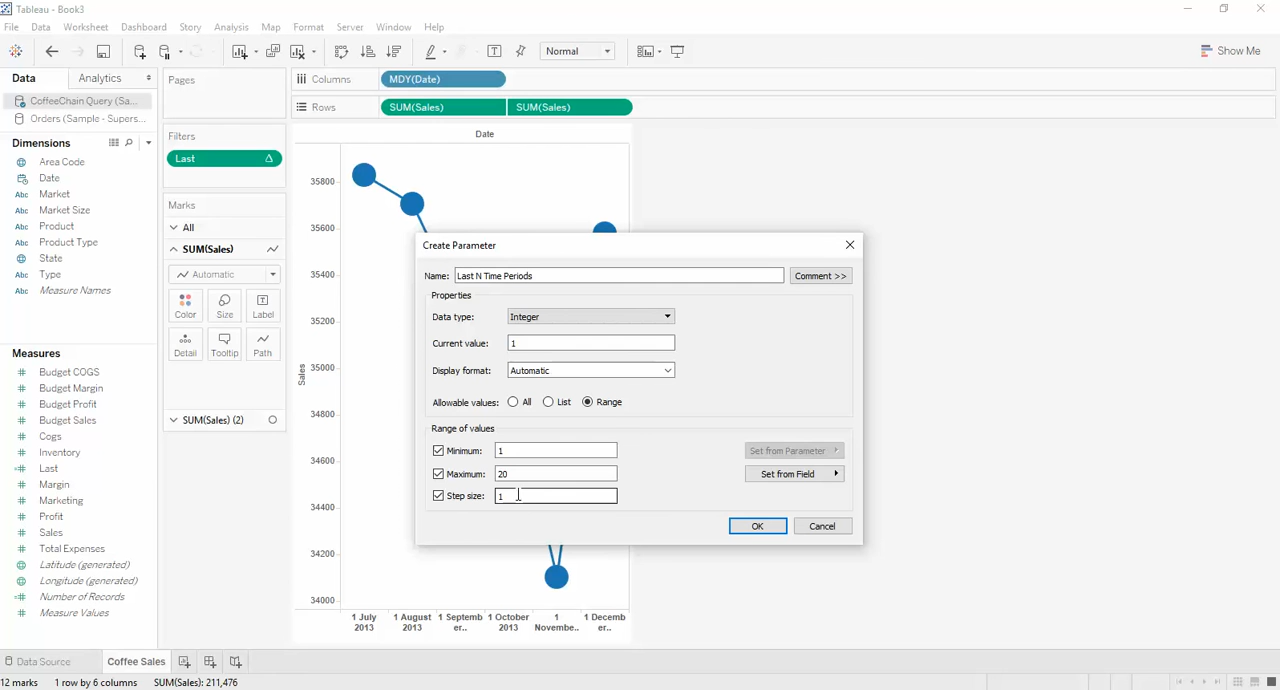 Tableau - Book3
File Data Worksheet Dashboard Story Analysis Map Format Server Window Help
Normal
Show Me
Data Analytics
CoffeeChain Query (Sa...
Orders (Sample - Supers...
Dimensions
Area Code
Date
Abc Market
Abc Market Size
Abc Product
Abc Product Type
State
Abc Type
Abc Measure Names
Measures
Budget COGS
Budget Margin
Budget Profit
Budget Sales
Cogs
Inventory
Last
Margin
Marketing
Profit
Sales
Total Expenses
Latitude (generated)
Longitude (generated)
Number of Records
Measure Values
Pages
Filters
Last Δ
Marks
All
SUM(Sales)
Automatic
Color Size Label
Detail Tooltip Path
SUM(Sales) (2)
Columns MDY(Date)
Rows SUM(Sales) SUM(Sales)
Date
35800
35600
35400
35200
35000
34800
34600
34400
34200
34000
Sales
1 July 2013
1 August 2013
1 Septemb er..
1 October 2013
1 Novembe..
1 Decemb er..
Create Parameter
Name: Last N Time Periods Comment >>
Properties
Data type: Integer
Current value: 1
Display format: Automatic
Allowable values: All List Range
Range of values
Minimum: 1 Set from Parameter
Maximum: 20 Set from Field
Step size: 1
OK Cancel
Data Source Coffee Sales
12 marks 1 row by 6 columns SUM(Sales): 211,476